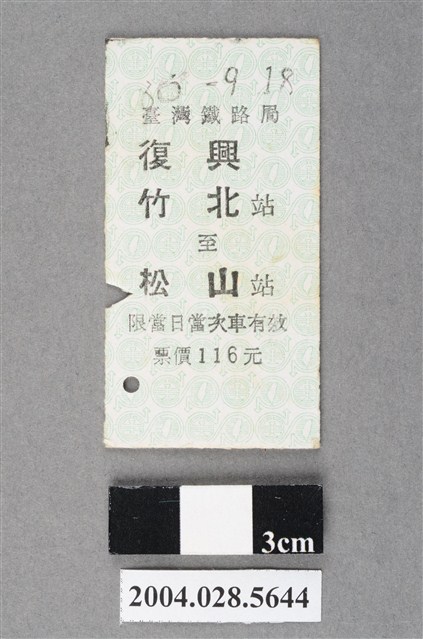 80 -9.18
臺灣鐵路局
復興
竹北站
至
松山站
限當日當次車有效
票價116元
3cm
2004.028.5644